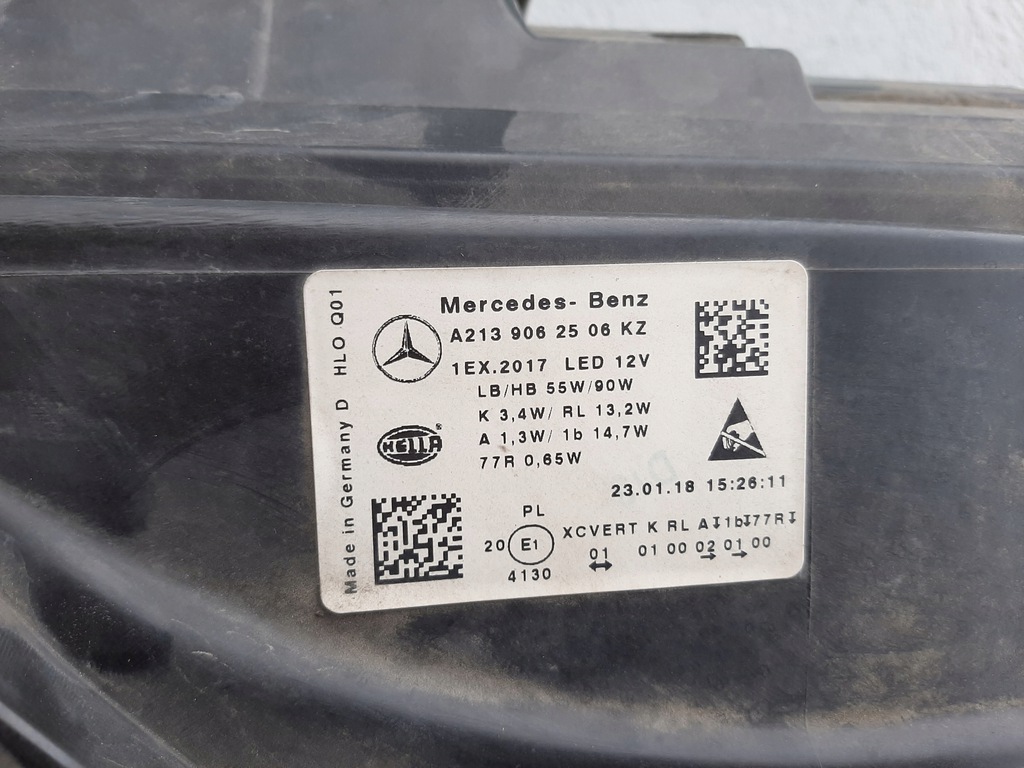 Mercedes- Benz
A213 906 25 06 KZ
1EX.2017 LED 12V
LB/HB 55W/90W
K 3,4W/ RL 13,2W
A 1,3W/ 1b 14,7W
77R 0,65W
HELLA®
23.01.18 15:26:11
PL
20 E1
4130
XCVERT K RL A↧1b↧77R↧
01 01 00 02 01 00
↔ → →
Made in Germany D HLO Q01